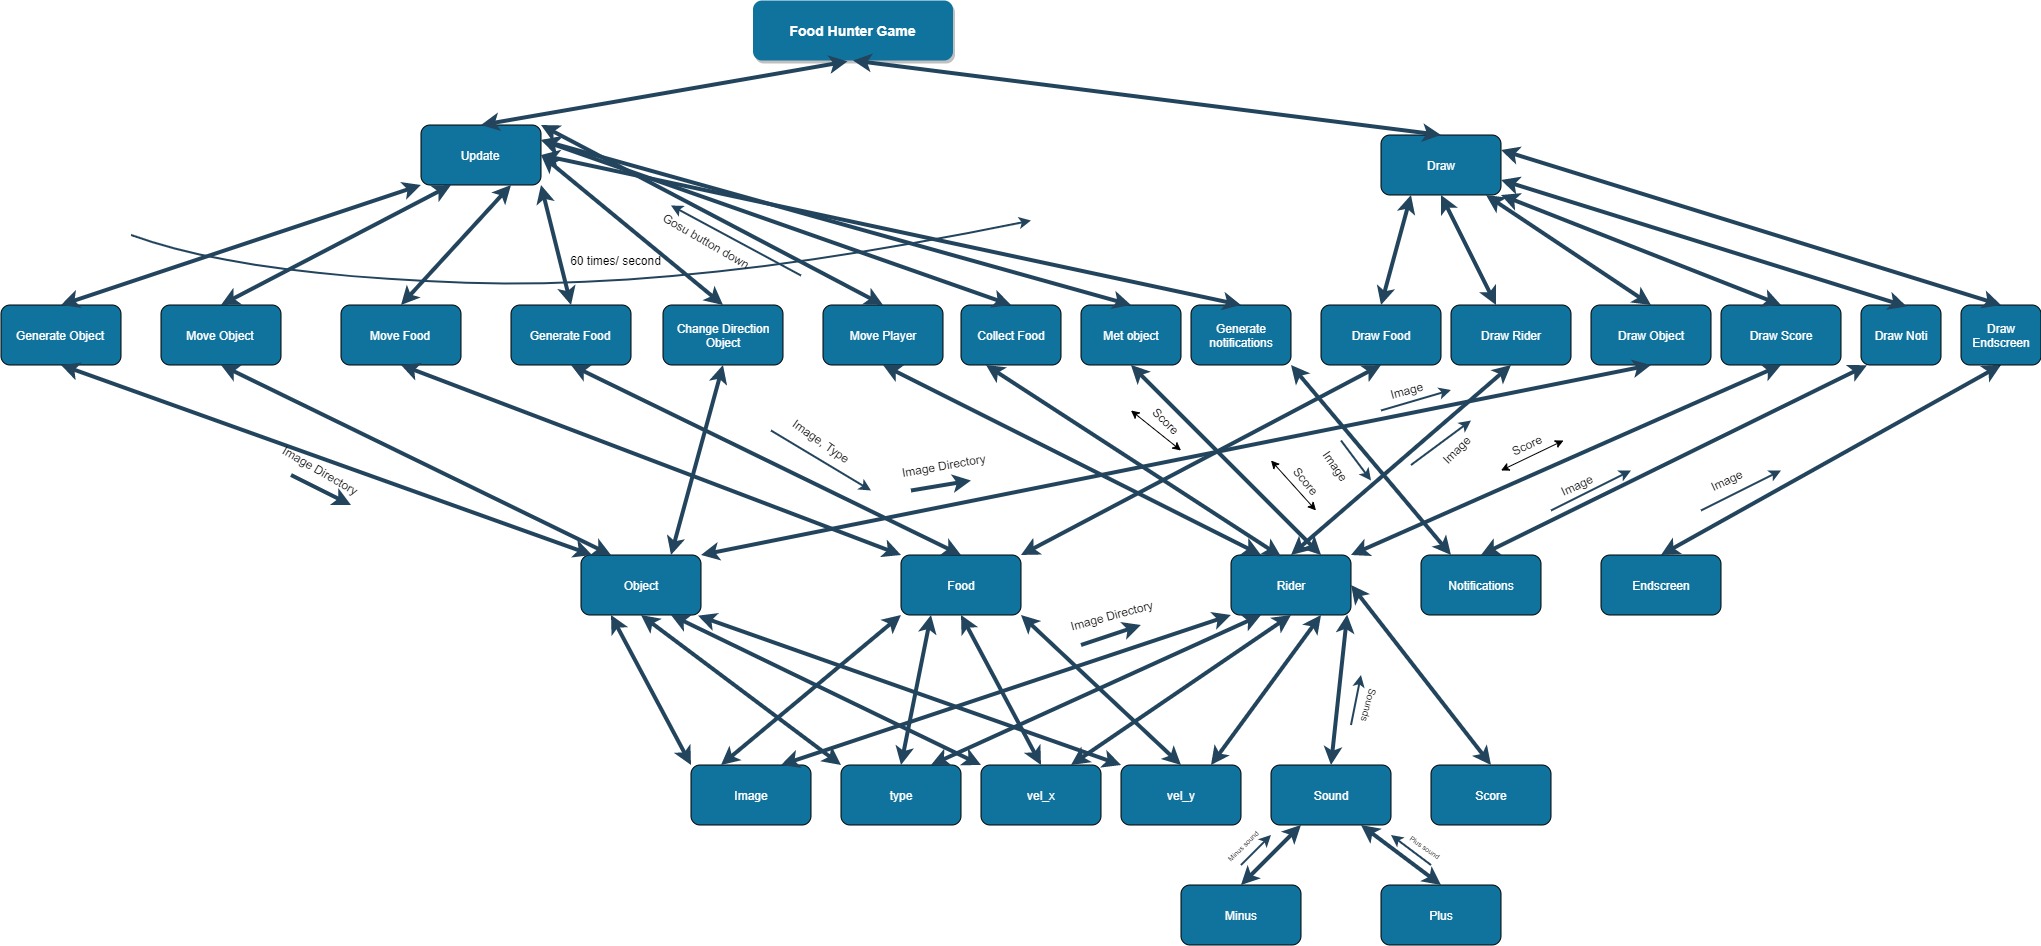 Food Hunter Game
Update
Draw
Gosu button down
60 times/ second
Generate Object
Move Object
Move Food
Generate Food
Change Direction
Object
Move Player
Collect Food
Met object
Generate
notifications
Draw Food
Draw Rider
Draw Object
Draw Score
Draw Noti
Draw
Endscreen
Image Directory
Image, Type
Image Directory
Score
Score
Image
Image
Image
Score
Image
Image
Object
Food
Rider
Notifications
Endscreen
Image Directory
Sounds
Image
type
vel_x
vel_y
Sound
Score
Minus sound
Plus sound
Minus
Plus